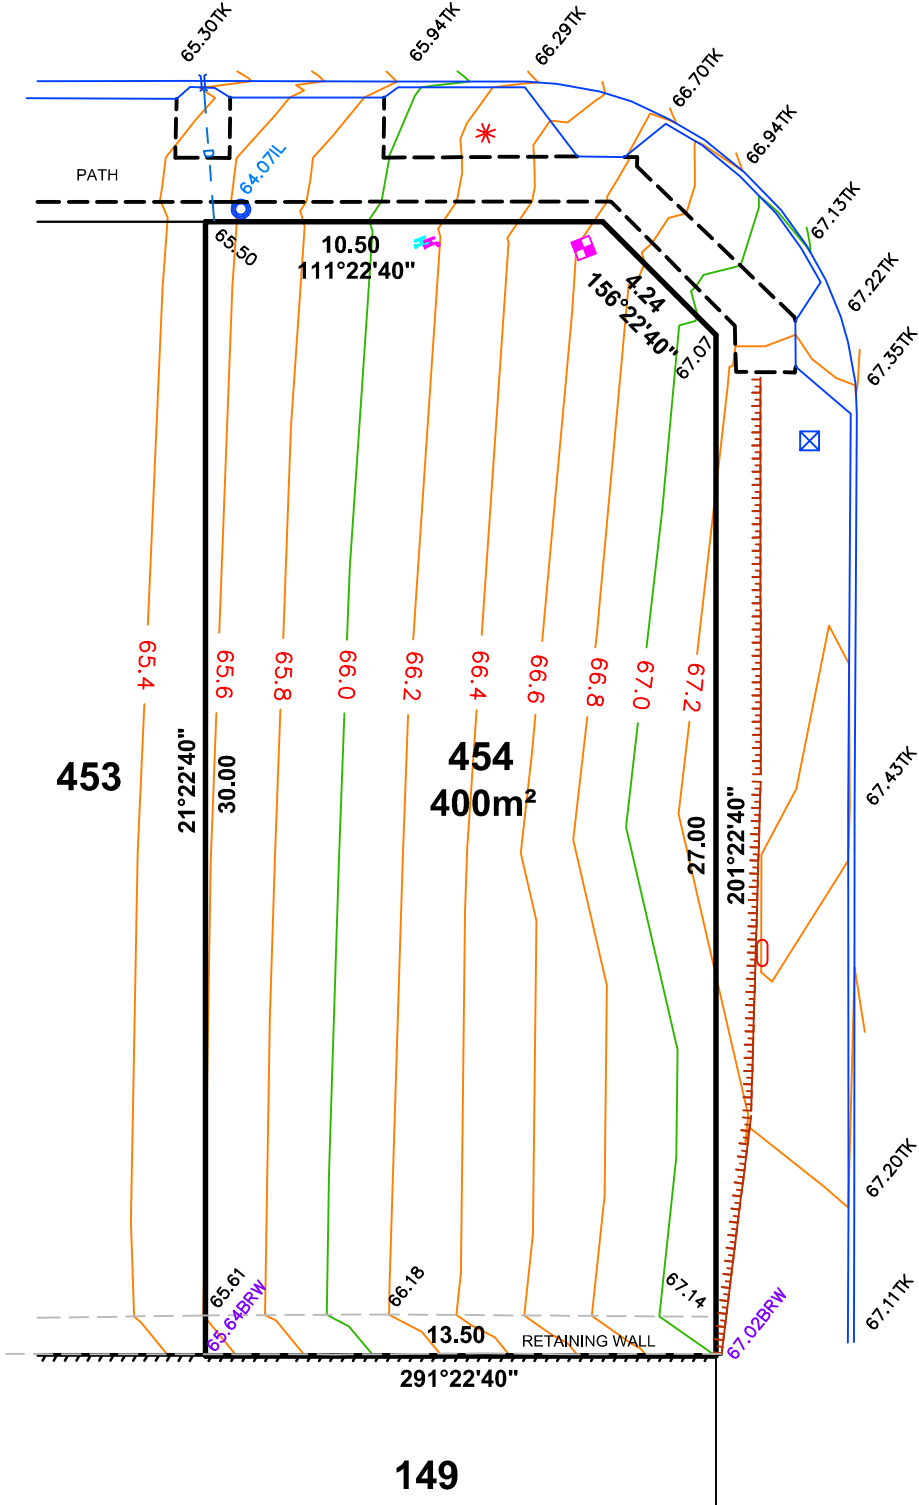 65.30TK
65.94TK
66.29TK
66.70TK
66.94TK
67.13TK
67.22TK
67.35TK
PATH
64.07IL
65.50
10.50
111°22'40"
4.24
156°22'40"
67.07
65.4
65.6
65.8
66.0
66.2
66.4
66.6
66.8
67.0
67.2
453
21°22'40"
30.00
454
400m²
27.00
201°22'40"
67.43TK
67.20TK
67.11TK
65.61
65.64BRW
66.18
67.14
67.02BRW
13.50
RETAINING WALL
291°22'40"
149